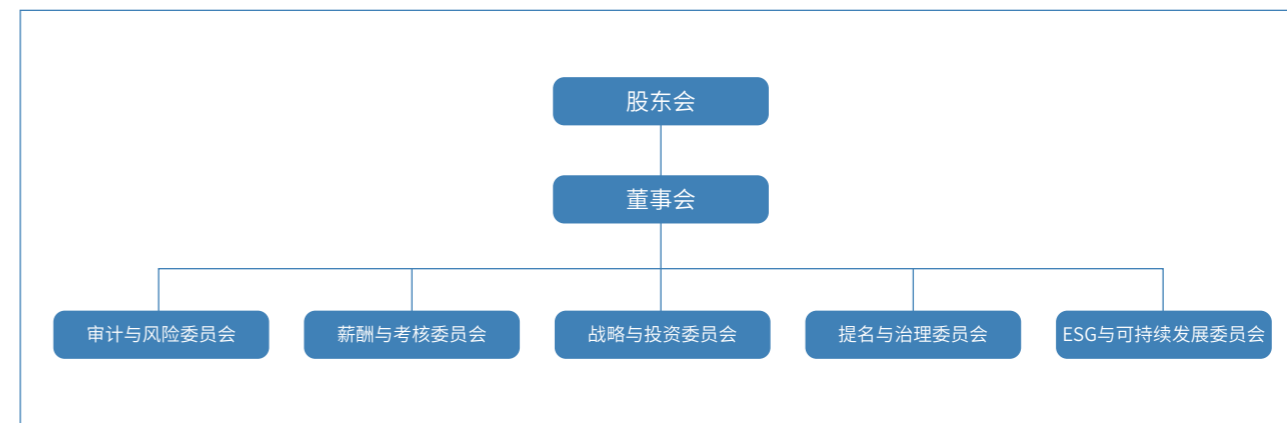 股东会
董事会
审计与风险委员会
薪酬与考核委员会
战略与投资委员会
提名与治理委员会
ESG与可持续发展委员会